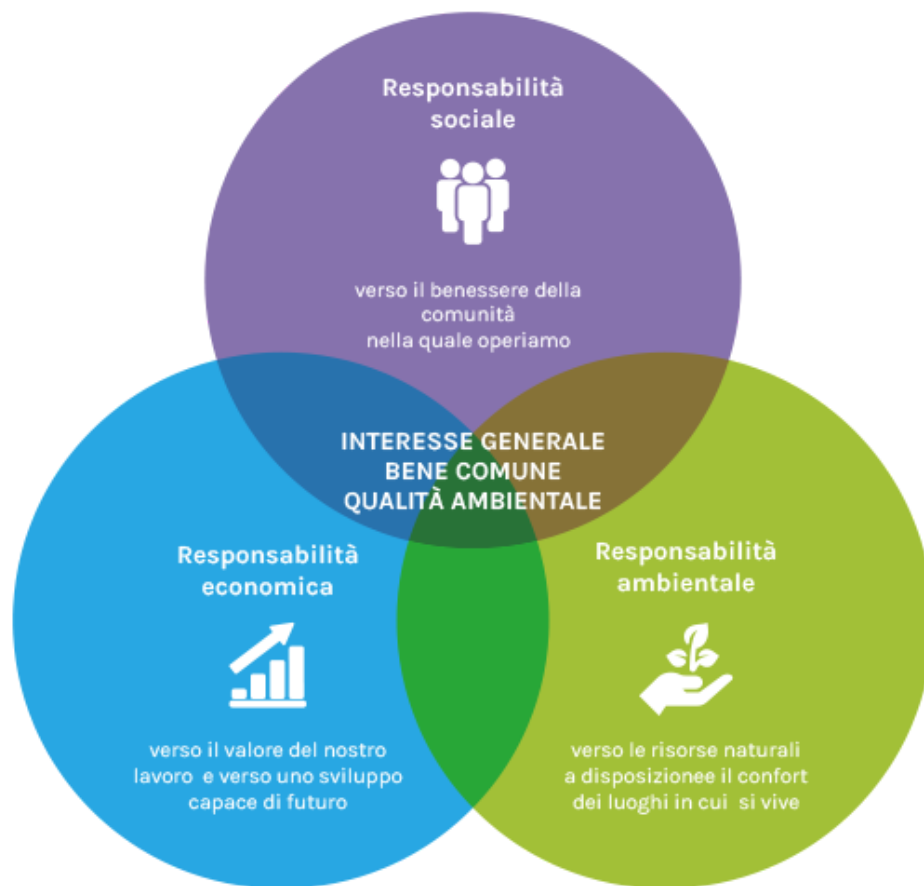 Responsabilità
sociale
verso il benessere della
comunità
nella quale operiamo
INTERESSE GENERALE
BENE COMUNE
QUALITÀ AMBIENTALE
Responsabilità
economica
verso il valore del nostro
lavoro e verso uno sviluppo
capace di futuro
Responsabilità
ambientale
verso le risorse naturali
a disposizionee il confort
dei luoghi in cui si vive